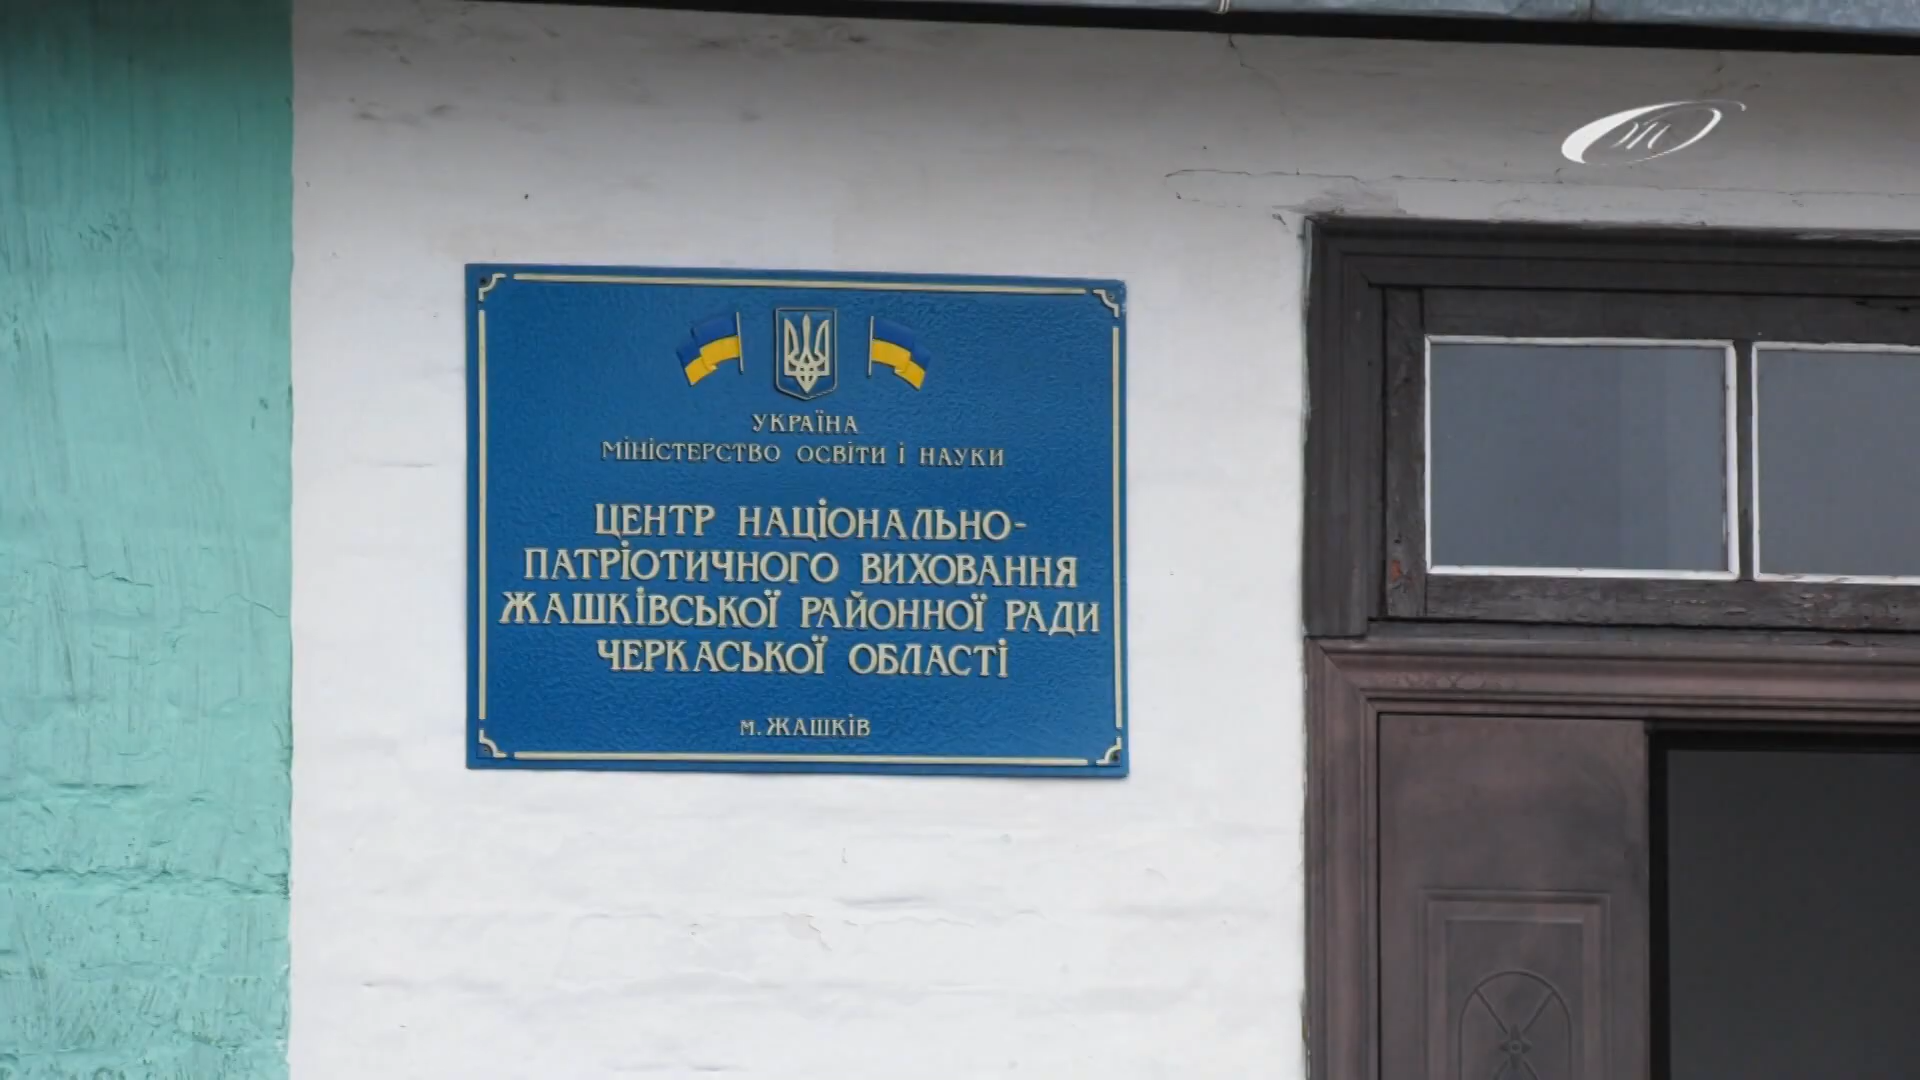 УКРАЇНА
МІНІСТЕРСТВО ОСВІТИ І НАУКИ
ЦЕНТР НАЦІОНАЛЬНО-
ПАТРІОТИЧНОГО ВИХОВАННЯ
ЖАШКІВСЬКОЇ РАЙОННОЇ РАДИ
ЧЕРКАСЬКОЇ ОБЛАСТІ
м. ЖАШКІВ